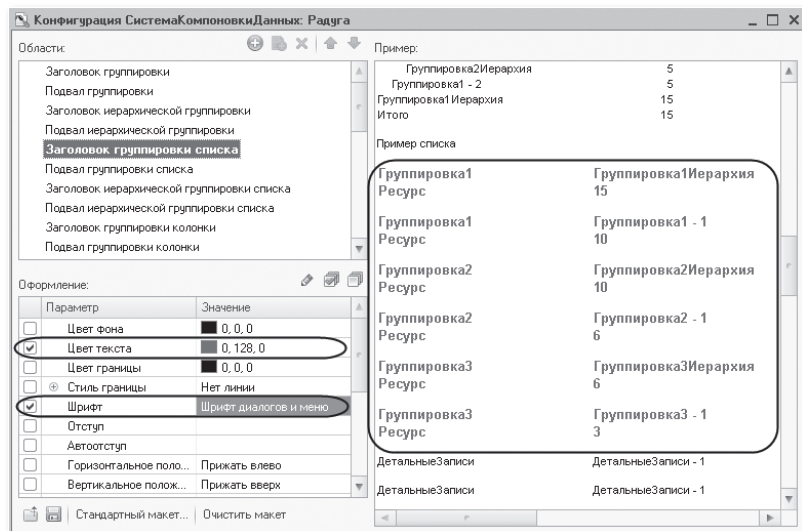 Конфигурация СистемаКомпоновкиДанных: Радуга
Области:
Заголовок группировки
Подвал группировки
Заголовок иерархической группировки
Подвал иерархической группировки
Заголовок группировки списка
Подвал группировки списка
Заголовок иерархической группировки списка
Подвал иерархической группировки списка
Заголовок группировки колонки
Подвал группировки колонки
Оформление:
Параметр Значение
Цвет фона 0, 0, 0
Цвет текста 0, 128, 0
Цвет границы 0, 0, 0
Стиль границы Нет линии
Шрифт Шрифт диалогов и меню
Отступ
Автоотступ
Горизонтальное поло... Прижать влево
Вертикальное полож... Прижать вверх
Стандартный макет... Очистить макет
Пример:
Группировка2Иерархия 5
Группировка1 - 2 5
Группировка1Иерархия 15
Итого 15
Пример списка
Группировка1 Группировка1Иерархия
Ресурс 15
Группировка1 Группировка1 - 1
Ресурс 10
Группировка2 Группировка2Иерархия
Ресурс 10
Группировка2 Группировка2 - 1
Ресурс 6
Группировка3 Группировка3Иерархия
Ресурс 6
Группировка3 Группировка3 - 1
Ресурс 3
ДетальныеЗаписи ДетальныеЗаписи - 1
ДетальныеЗаписи ДетальныеЗаписи - 1